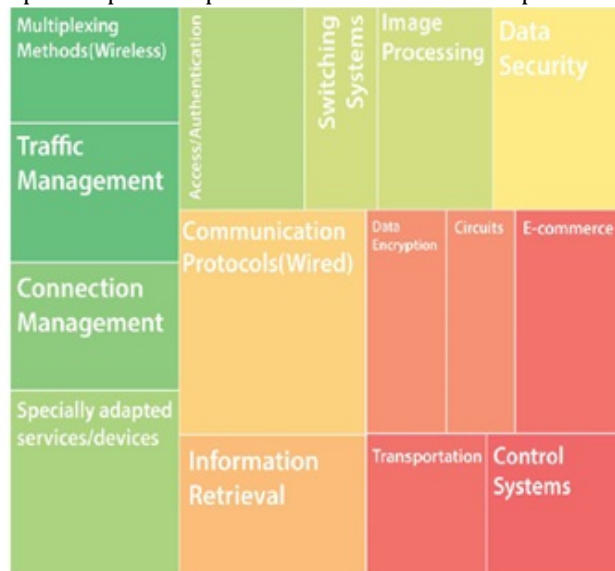 Multiplexing
Methods(Wireless)
Traffic
Management
Connection
Management
Specially adapted
services/devices
Access/Authentication
Switching
Systems
Image
Processing
Data
Security
Communication
Protocols(Wired)
Data
Encryption
Circuits
E-commerce
Information
Retrieval
Transportation
Control
Systems